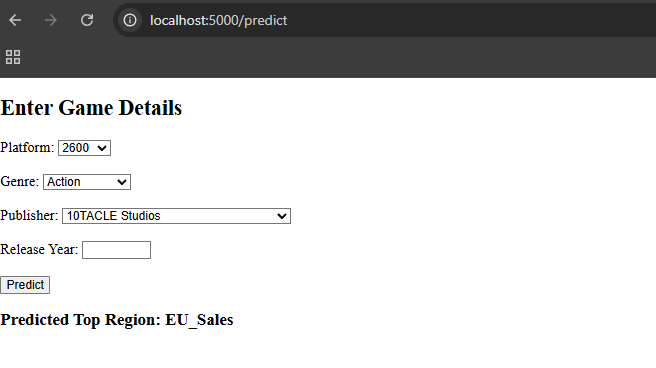 localhost:5000/predict
Enter Game Details
Platform: 2600
Genre: Action
Publisher: 10TACLE Studios
Release Year:
Predict
Predicted Top Region: EU_Sales